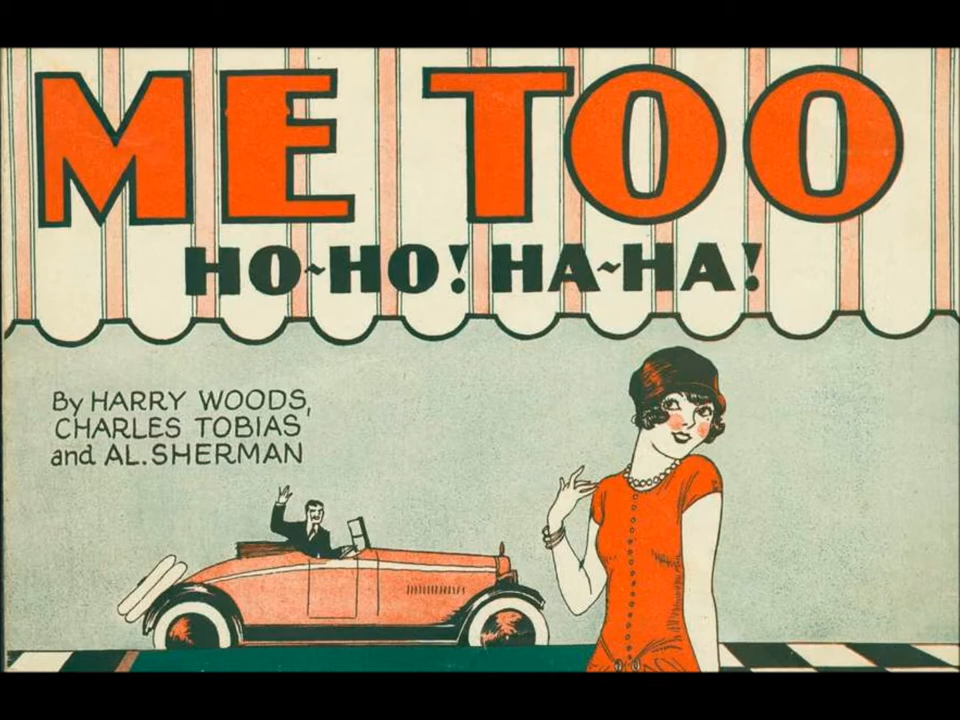 ME TOO
HO~HO! HA~HA!
By HARRY WOODS,
CHARLES TOBIAS
and AL. SHERMAN